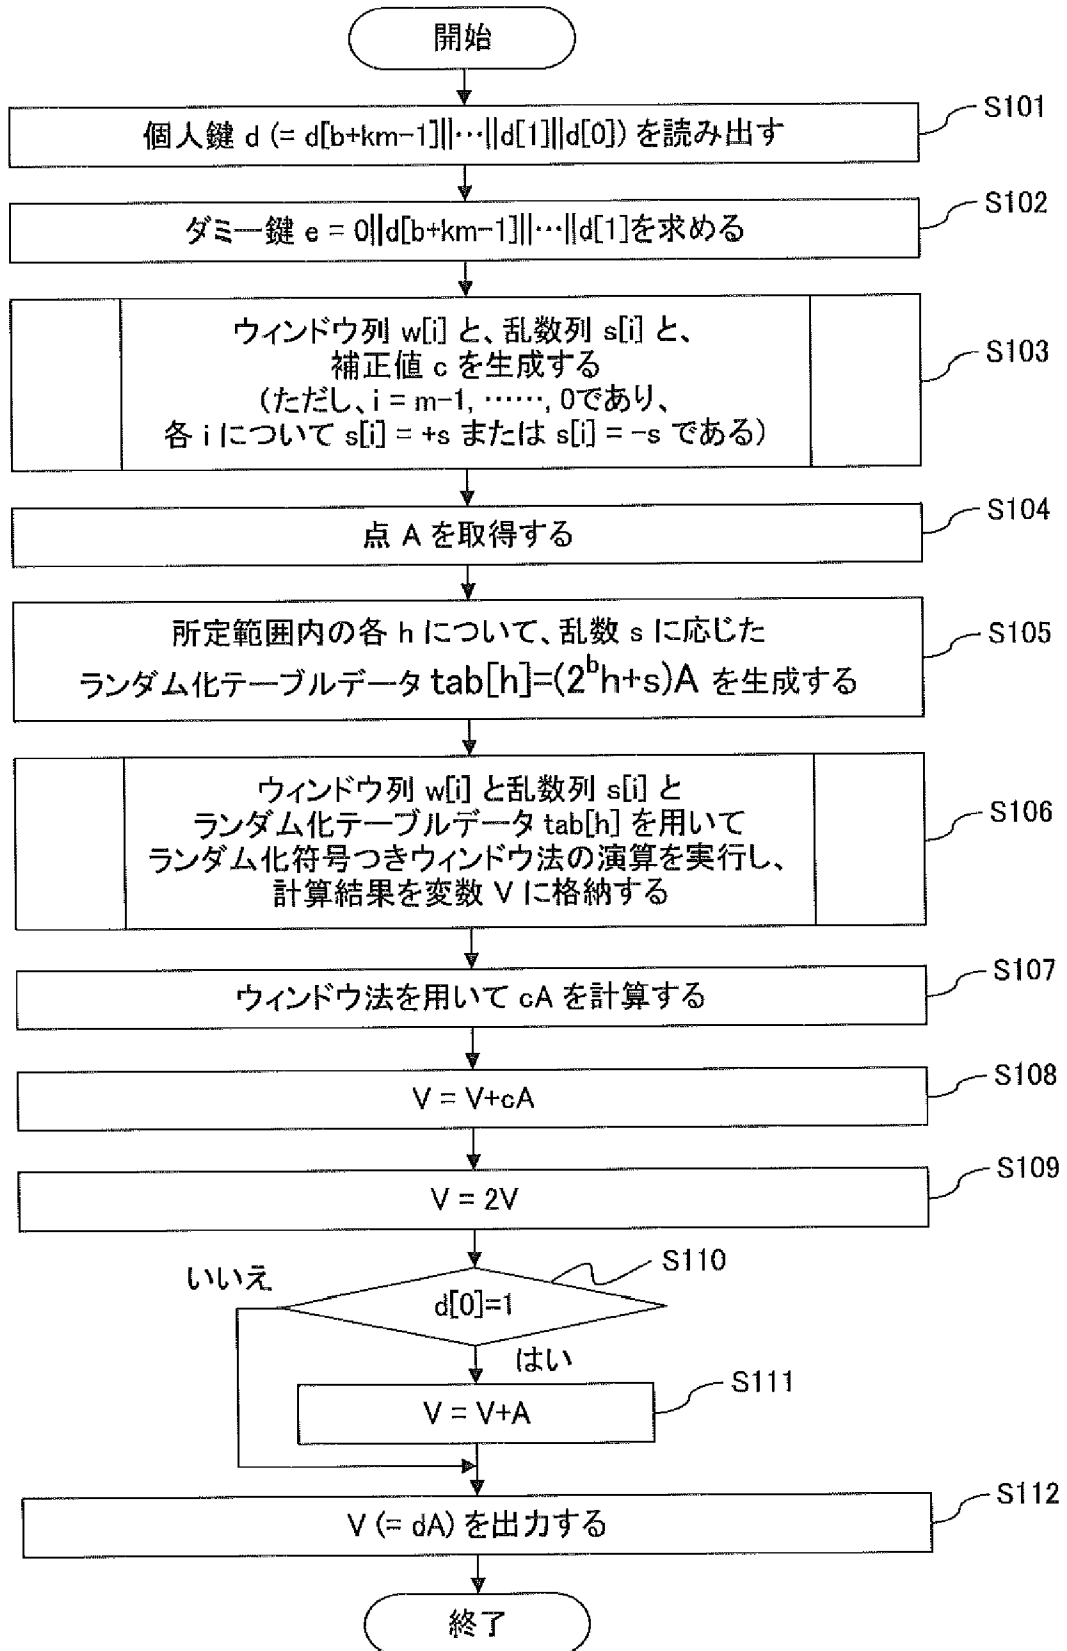 開始
S101
個人鍵 d (= d[b+km-1]||…||d[1]||d[0]) を読み出す
S102
ダミー鍵 e = 0||d[b+km-1]||…||d[1]を求める
S103
ウィンドウ列 w[i] と、乱数列 s[i] と、
補正値 c を生成する
(ただし、i = m-1, ……, 0であり、
各 i について s[i] = +s または s[i] = -s である)
S104
点 A を取得する
S105
所定範囲内の各 h について、乱数 s に応じた
ランダム化テーブルデータ tab[h]=(2^b h+s)A を生成する
S106
ウィンドウ列 w[i] と乱数列 s[i] と
ランダム化テーブルデータ tab[h] を用いて
ランダム化符号つきウィンドウ法の演算を実行し、
計算結果を変数 V に格納する
S107
ウィンドウ法を用いて cA を計算する
S108
V = V+cA
S109
V = 2V
S110
いいえ
d[0]=1
はい
S111
V = V+A
S112
V (= dA) を出力する
終了